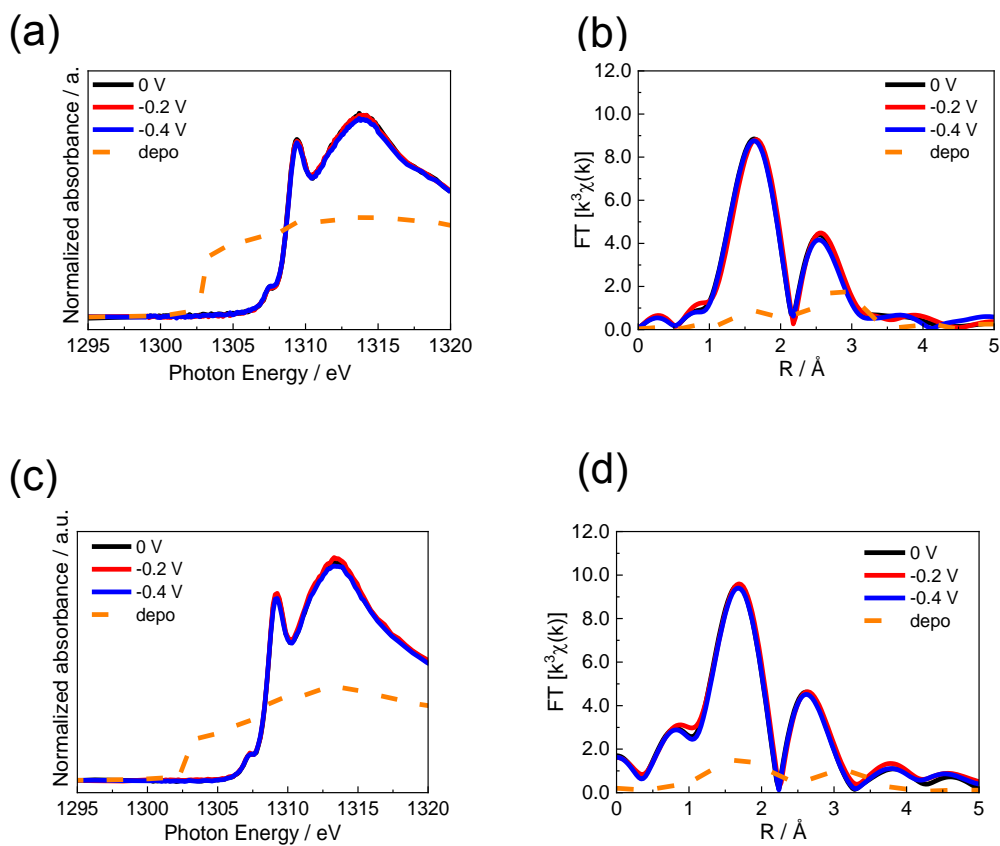 (a)
Normalized absorbance / a.
0 V
-0.2 V
-0.4 V
depo
1295 1300 1305 1310 1315 1320
Photon Energy / eV
(b)
FT [k³χ(k)]
12.0
10.0
8.0
6.0
4.0
2.0
0.0
0 V
-0.2 V
-0.4 V
depo
0 1 2 3 4 5
R / Å
(c)
Normalized absorbance / a.u.
0 V
-0.2 V
-0.4 V
depo
1295 1300 1305 1310 1315 1320
Photon Energy / eV
(d)
FT [k³χ(k)]
12.0
10.0
8.0
6.0
4.0
2.0
0.0
0 V
-0.2 V
-0.4 V
depo
0 1 2 3 4 5
R / Å